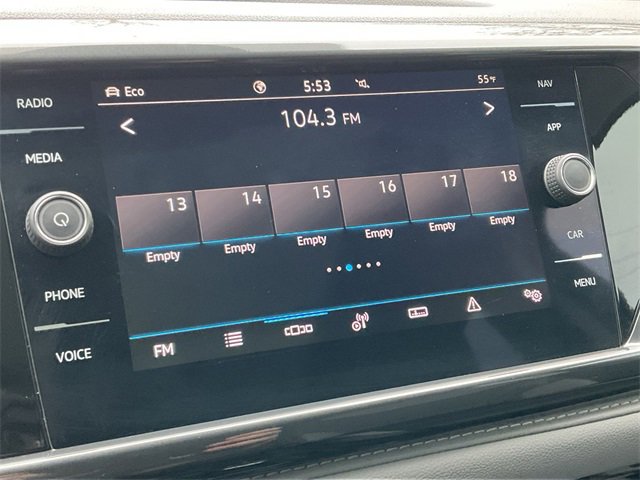 RADIO
MEDIA
PHONE
VOICE
Eco
5:53
55°F
104.3 FM
13 14 15 16 17 18
Empty Empty Empty Empty Empty Empty
FM
NAV
APP
CAR
MENU